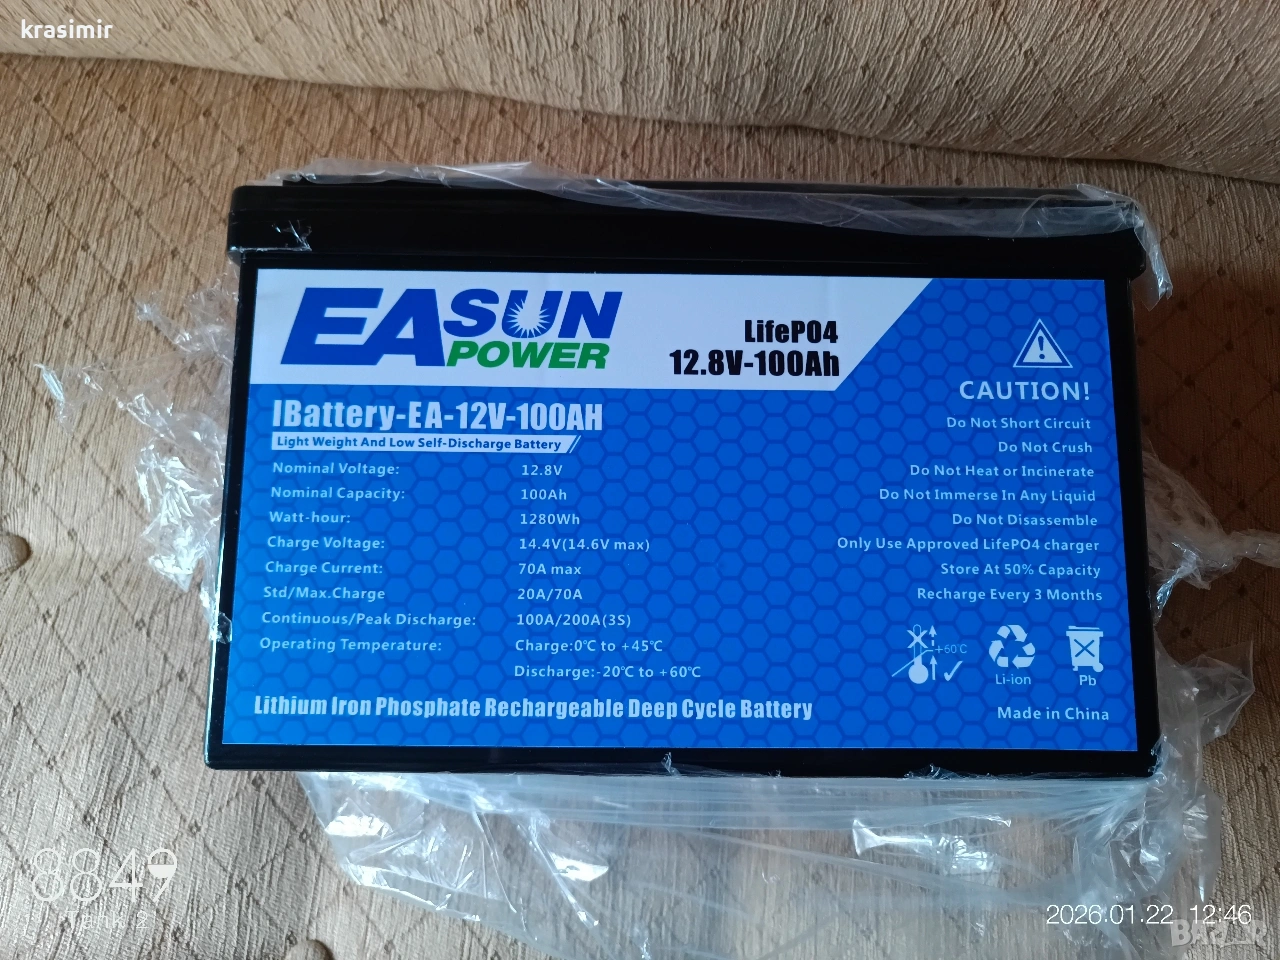 krasimir
EASUN
POWER
LifePO4
12.8V-100Ah
CAUTION!
Do Not Short Circuit
Do Not Crush
Do Not Heat or Incinerate
Do Not Immerse In Any Liquid
Do Not Disassemble
Only Use Approved LifePO4 charger
Store At 50% Capacity
Recharge Every 3 Months
IBattery-EA-12V-100AH
Light Weight And Low Self-Discharge Battery
Nominal Voltage: 12.8V
Nominal Capacity: 100Ah
Watt-hour: 1280Wh
Charge Voltage: 14.4V(14.6V max)
Charge Current: 70A max
Std/Max.Charge 20A/70A
Continuous/Peak Discharge: 100A/200A(3S)
Operating Temperature: Charge:0℃ to +45℃
Discharge:-20℃ to +60℃
+60℃
Li-ion
Pb
Lithium Iron Phosphate Rechargeable Deep Cycle Battery
Made in China
8849
Tank 2
2026.01.22 12:46